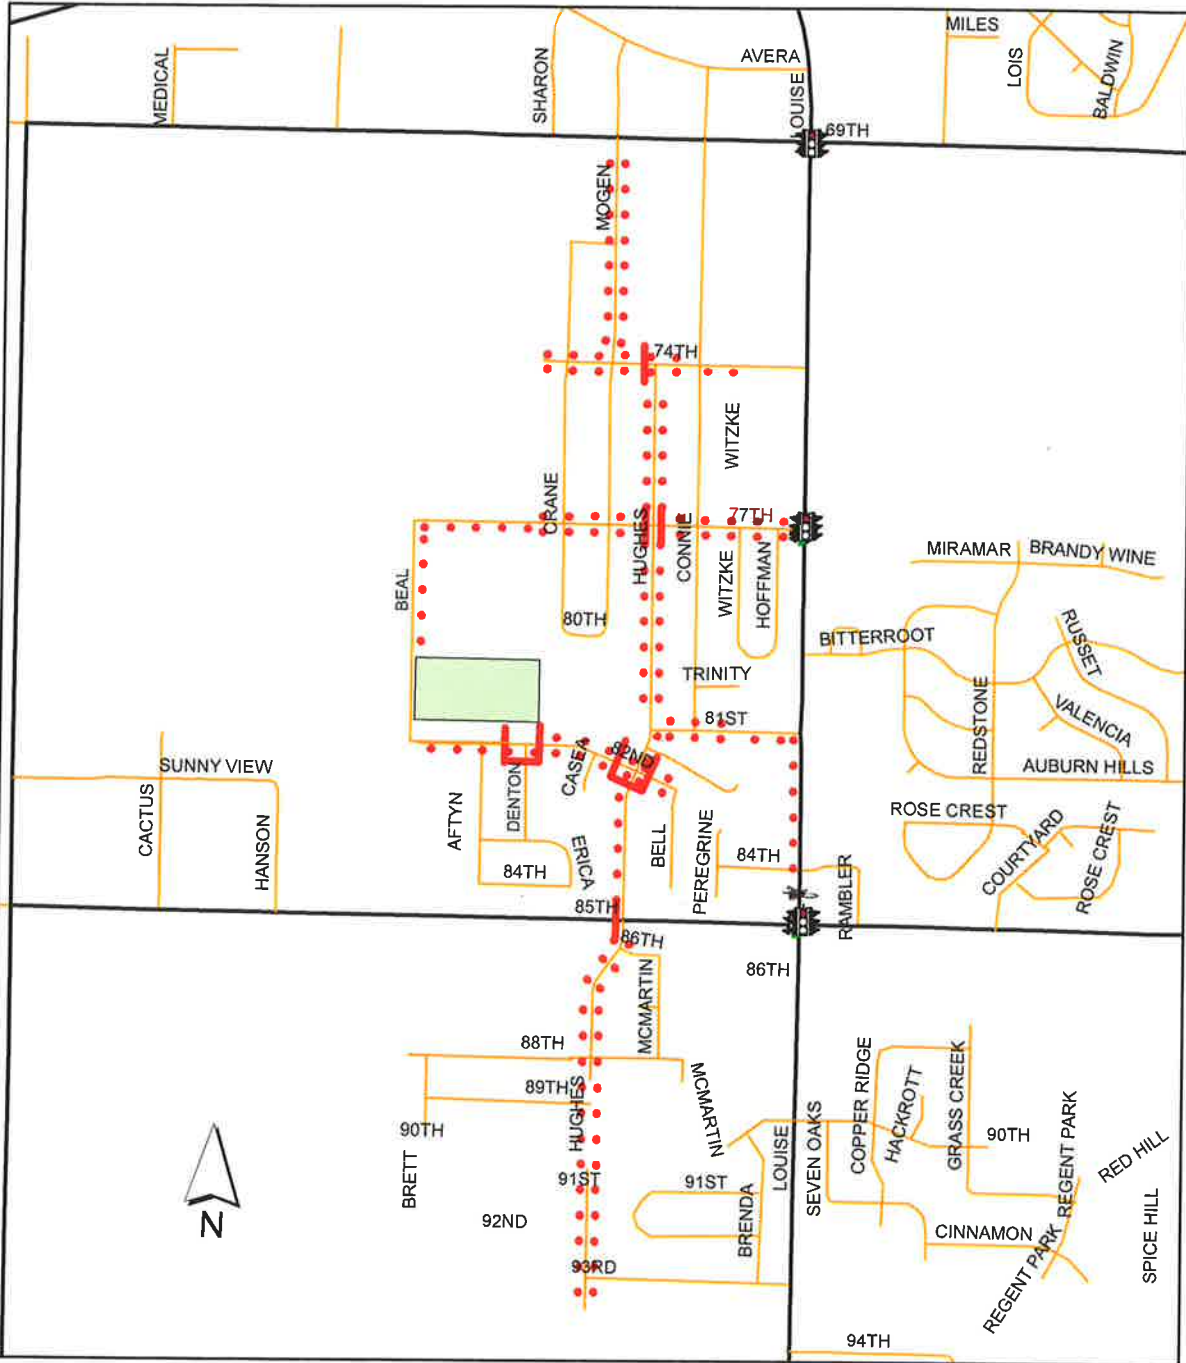 MILES
AVERA
LOIS
BALDWIN
MEDICAL
SHARON
LOUISE
69TH
MOGEN
74TH
WITZKE
CRANE
77TH
HUGHES
CONNIE
WITZKE
HOFFMAN
MIRAMAR
BRANDY WINE
BEAL
80TH
BITTERROOT
RUSSET
TRINITY
REDSTONE
VALENCIA
81ST
82ND
CASEA
SUNNY VIEW
AUBURN HILLS
CACTUS
HANSON
AFTYN
DENTON
ERICA
BELL
PEREGRINE
ROSE CREST
COURTYARD
ROSE CREST
84TH
84TH
RAMBLER
85TH
86TH
86TH
MCMARTIN
88TH
89TH
HUGHES
MCMARTIN
COPPER RIDGE
HACKROTT
GRASS CREEK
90TH
90TH
REGENT PARK
RED HILL
BRETT
91ST
91ST
LOUISE
SEVEN OAKS
92ND
BRENDA
CINNAMON
REGENT PARK
SPICE HILL
N
93RD
94TH